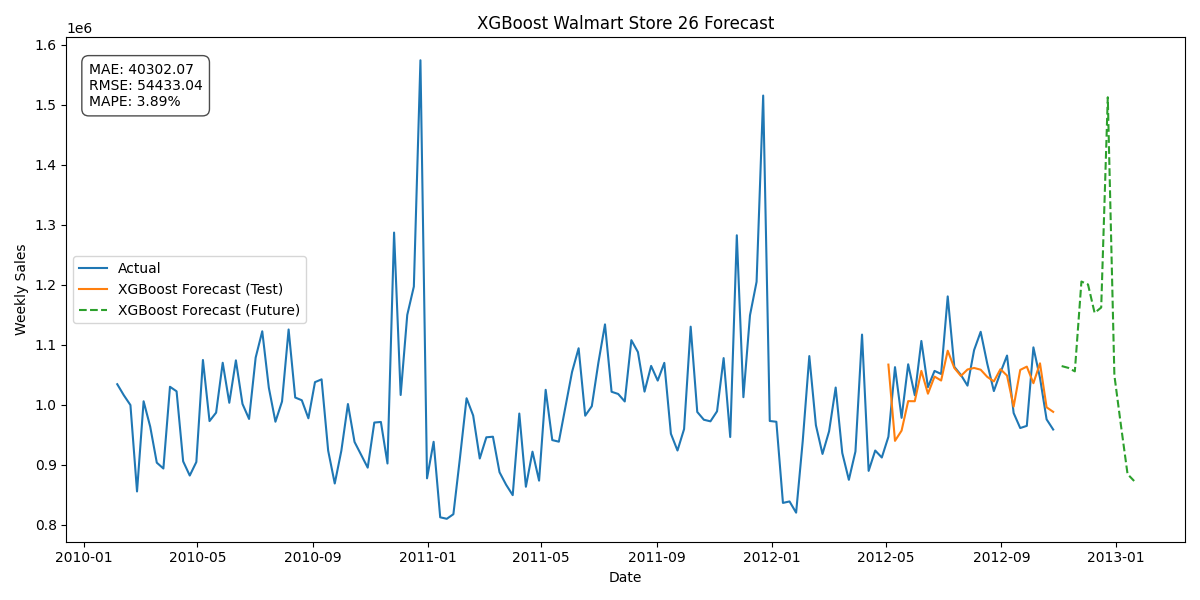 XGBoost Walmart Store 26 Forecast
1e6
MAE: 40302.07
RMSE: 54433.04
MAPE: 3.89%
Actual
XGBoost Forecast (Test)
XGBoost Forecast (Future)
Weekly Sales
1.6
1.5
1.4
1.3
1.2
1.1
1.0
0.9
0.8
2010-01
2010-05
2010-09
2011-01
2011-05
2011-09
2012-01
2012-05
2012-09
2013-01
Date